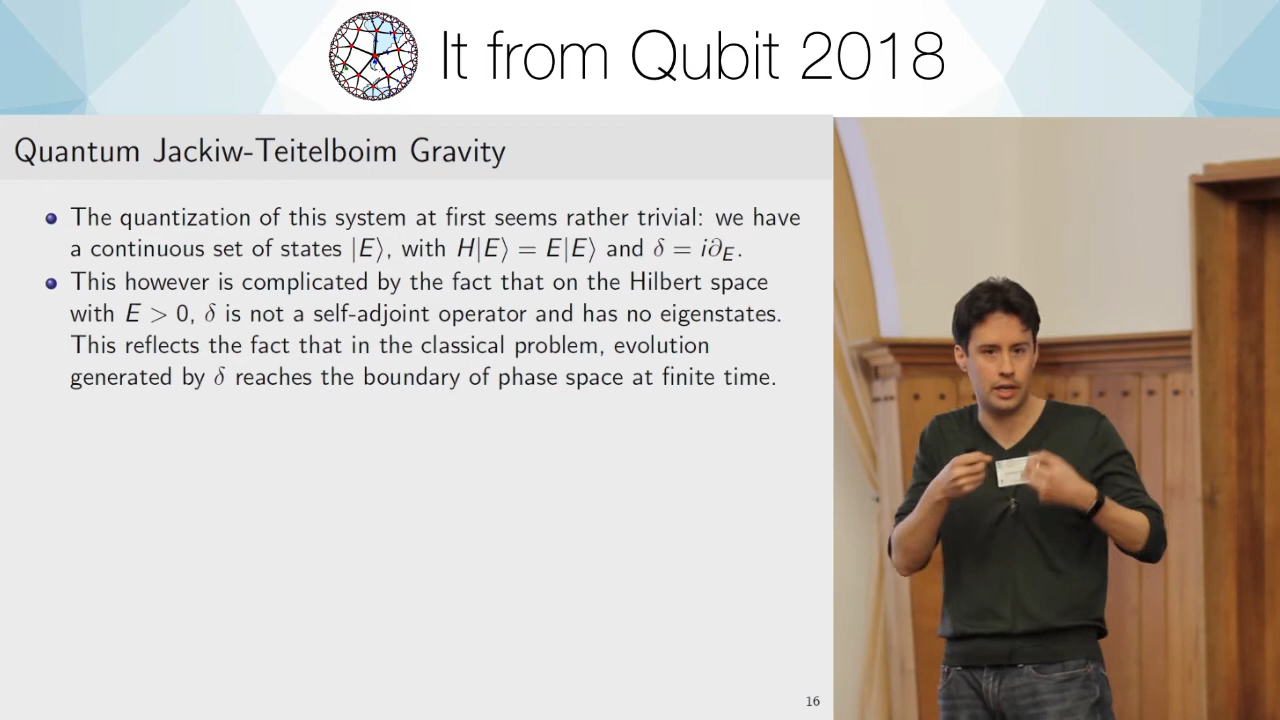 It from Qubit 2018
Quantum Jackiw-Teitelboim Gravity
The quantization of this system at first seems rather trivial: we have
a continuous set of states |E⟩, with H|E⟩ = E|E⟩ and δ = i∂_E.
This however is complicated by the fact that on the Hilbert space
with E > 0, δ is not a self-adjoint operator and has no eigenstates.
This reflects the fact that in the classical problem, evolution
generated by δ reaches the boundary of phase space at finite time.
16